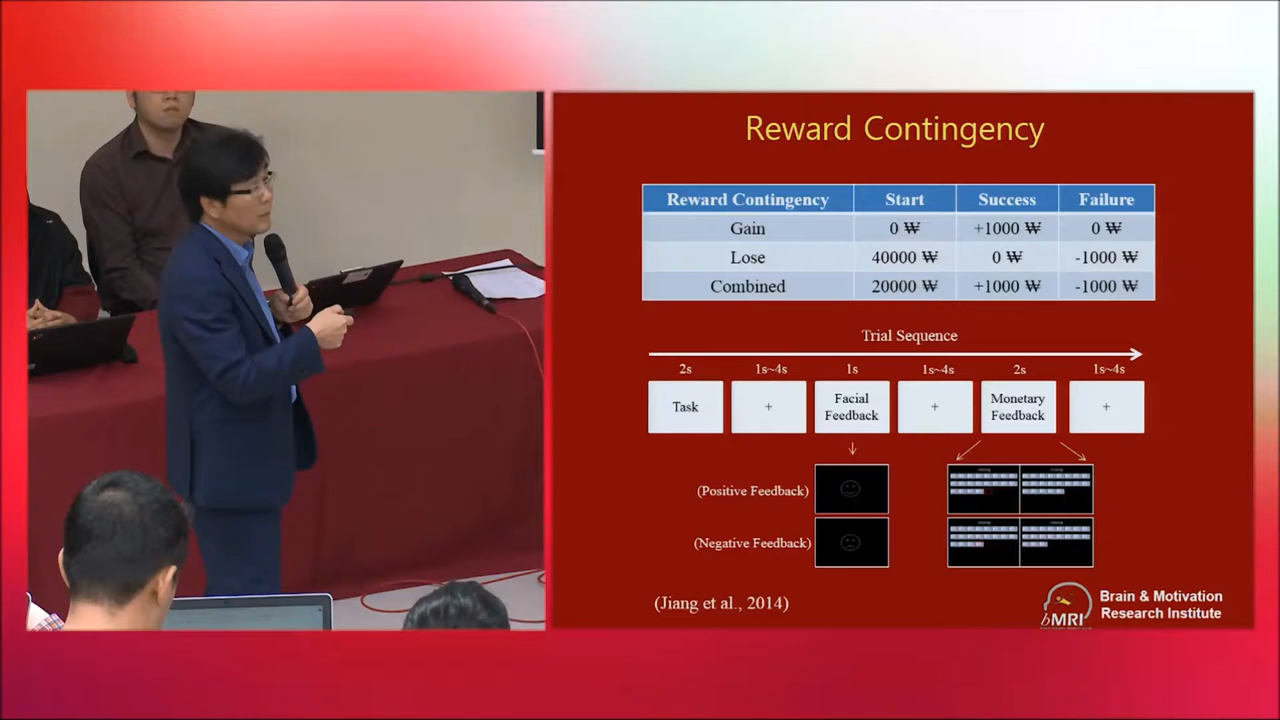 Reward Contingency
Reward Contingency Start Success Failure
Gain 0 ₩ +1000 ₩ 0 ₩
Lose 40000 ₩ 0 ₩ -1000 ₩
Combined 20000 ₩ +1000 ₩ -1000 ₩
Trial Sequence
2s 1s~4s 1s 1s~4s 2s 1s~4s
Task + Facial Feedback + Monetary Feedback +
(Positive Feedback)
(Negative Feedback)
(Jiang et al., 2014)
bMRI
Brain & Motivation
Research Institute